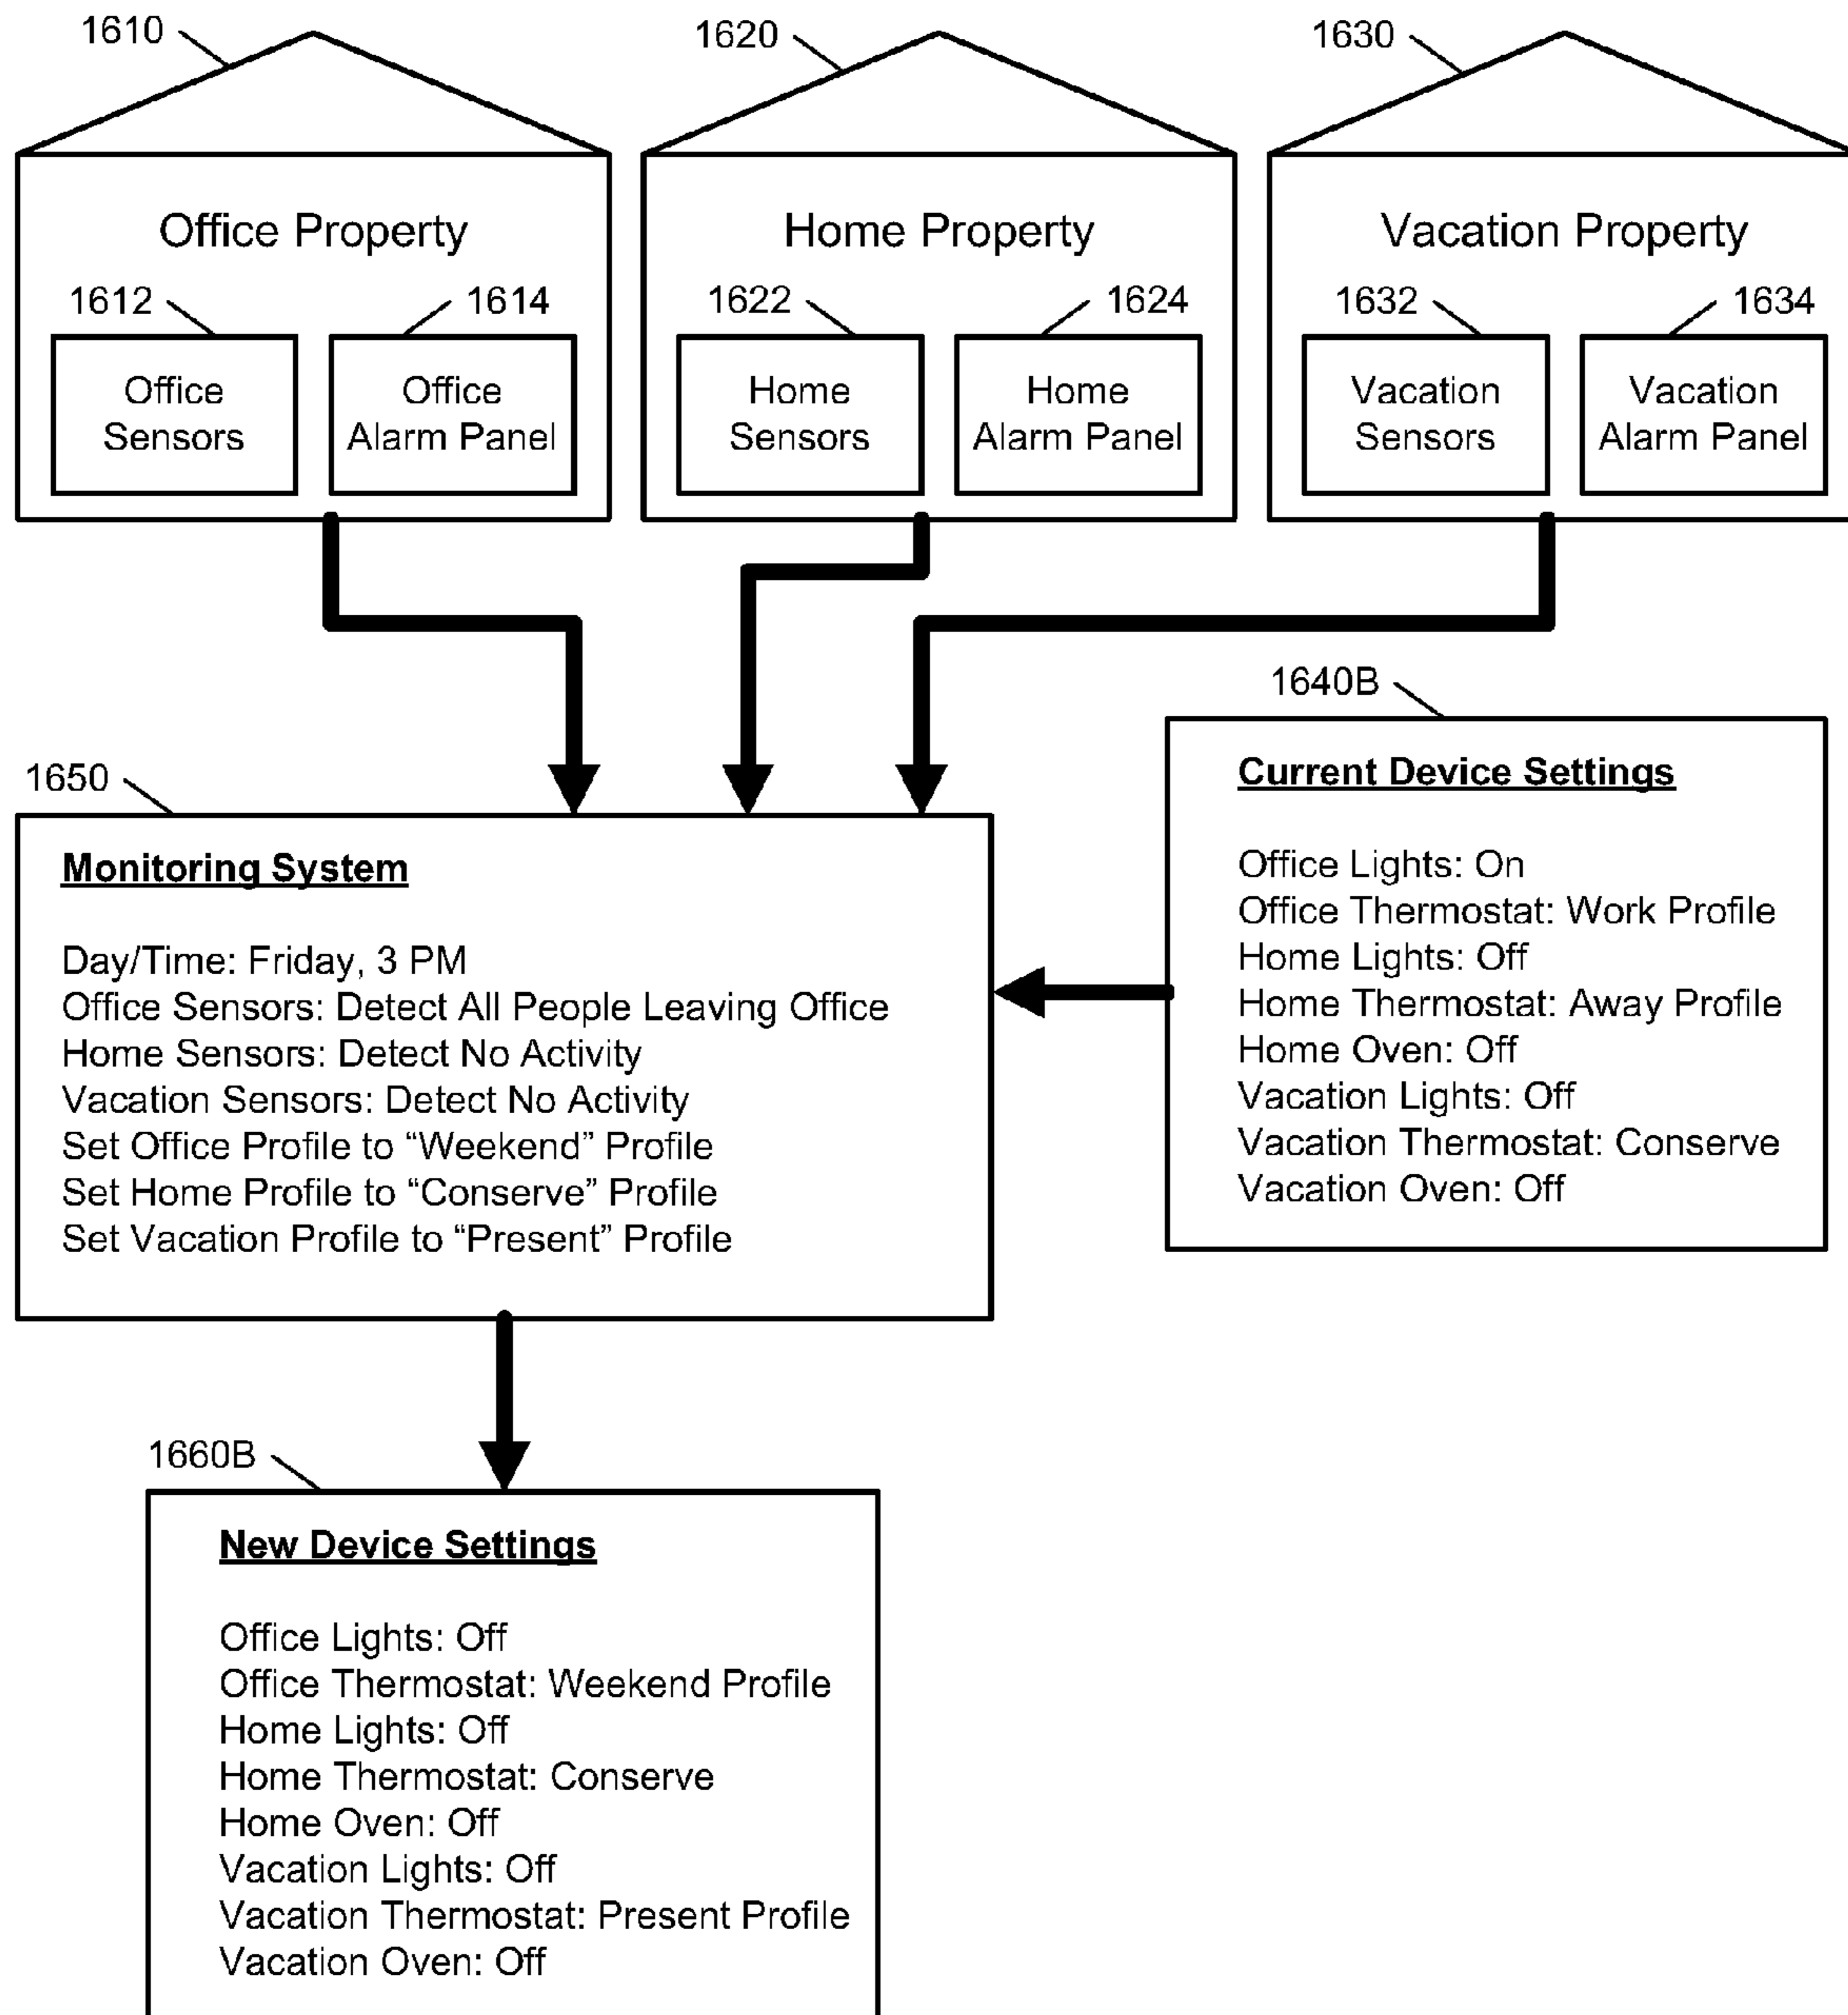 1610
1620
1630
Office Property
Home Property
Vacation Property
1612
1614
1622
1624
1632
1634
Office
Sensors
Office
Alarm Panel
Home
Sensors
Home
Alarm Panel
Vacation
Sensors
Vacation
Alarm Panel
1640B
Current Device Settings
Office Lights: On
Office Thermostat: Work Profile
Home Lights: Off
Home Thermostat: Away Profile
Home Oven: Off
Vacation Lights: Off
Vacation Thermostat: Conserve
Vacation Oven: Off
1650
Monitoring System
Day/Time: Friday, 3 PM
Office Sensors: Detect All People Leaving Office
Home Sensors: Detect No Activity
Vacation Sensors: Detect No Activity
Set Office Profile to “Weekend” Profile
Set Home Profile to “Conserve” Profile
Set Vacation Profile to “Present” Profile
1660B
New Device Settings
Office Lights: Off
Office Thermostat: Weekend Profile
Home Lights: Off
Home Thermostat: Conserve
Home Oven: Off
Vacation Lights: Off
Vacation Thermostat: Present Profile
Vacation Oven: Off